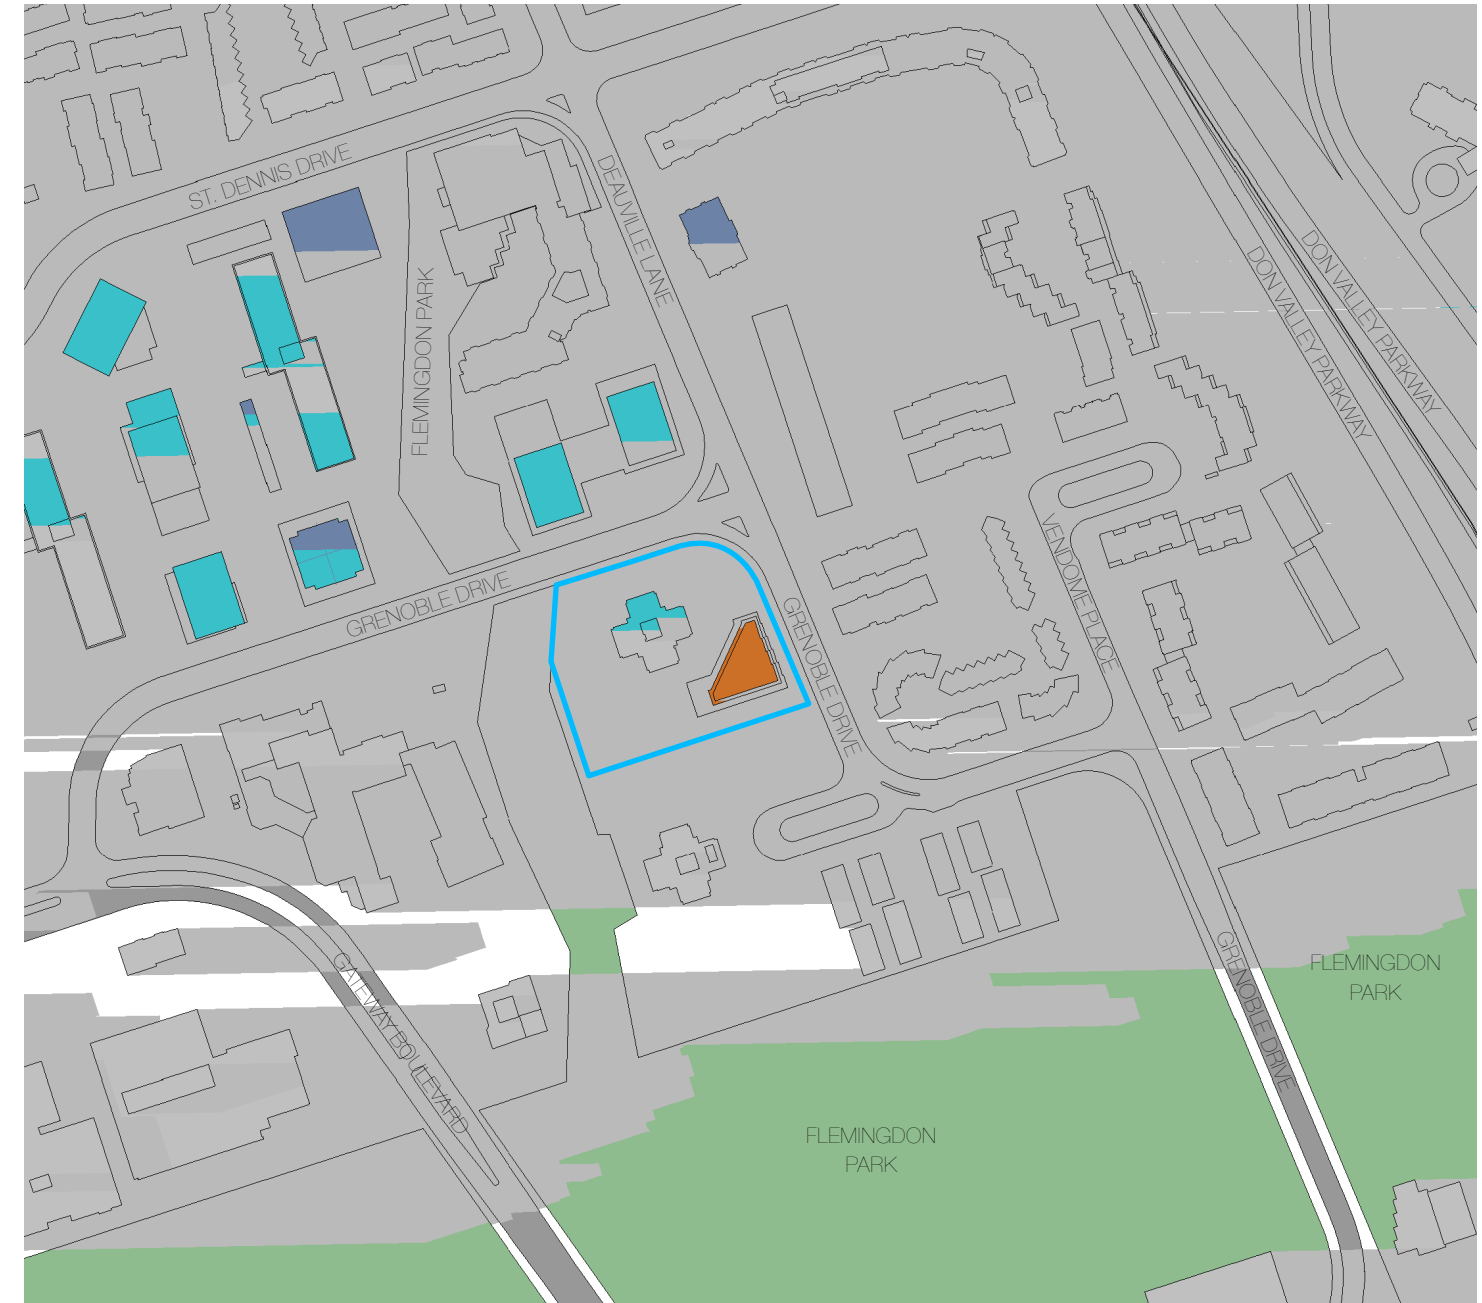 ST. DENNIS DRIVE
DEAUVILLE LANE
DON VALLEY PARKWAY
DON VALLEY PARKWAY
FLEMINGDON PARK
VENDOME PLACE
GRENOBLE DRIVE
GRENOBLE DRIVE
GATEWAY BOULEVARD
GRENOBLE DRIVE
FLEMINGDON
PARK
FLEMINGDON
PARK